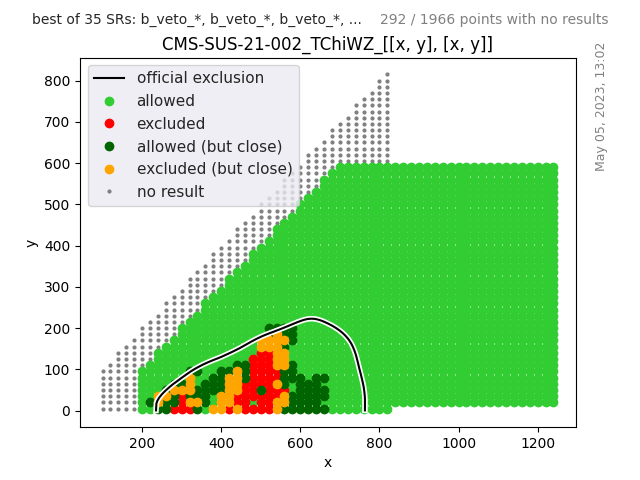 best of 35 SRs: b_veto_*, b_veto_*, b_veto_*, ... 292 / 1966 points with no results
CMS-SUS-21-002_TChiWZ_[[x, y], [x, y]]
official exclusion
allowed
excluded
allowed (but close)
excluded (but close)
no result
May 05, 2023, 13:02
y
800
700
600
500
400
300
200
100
0
200 400 600 800 1000 1200
x